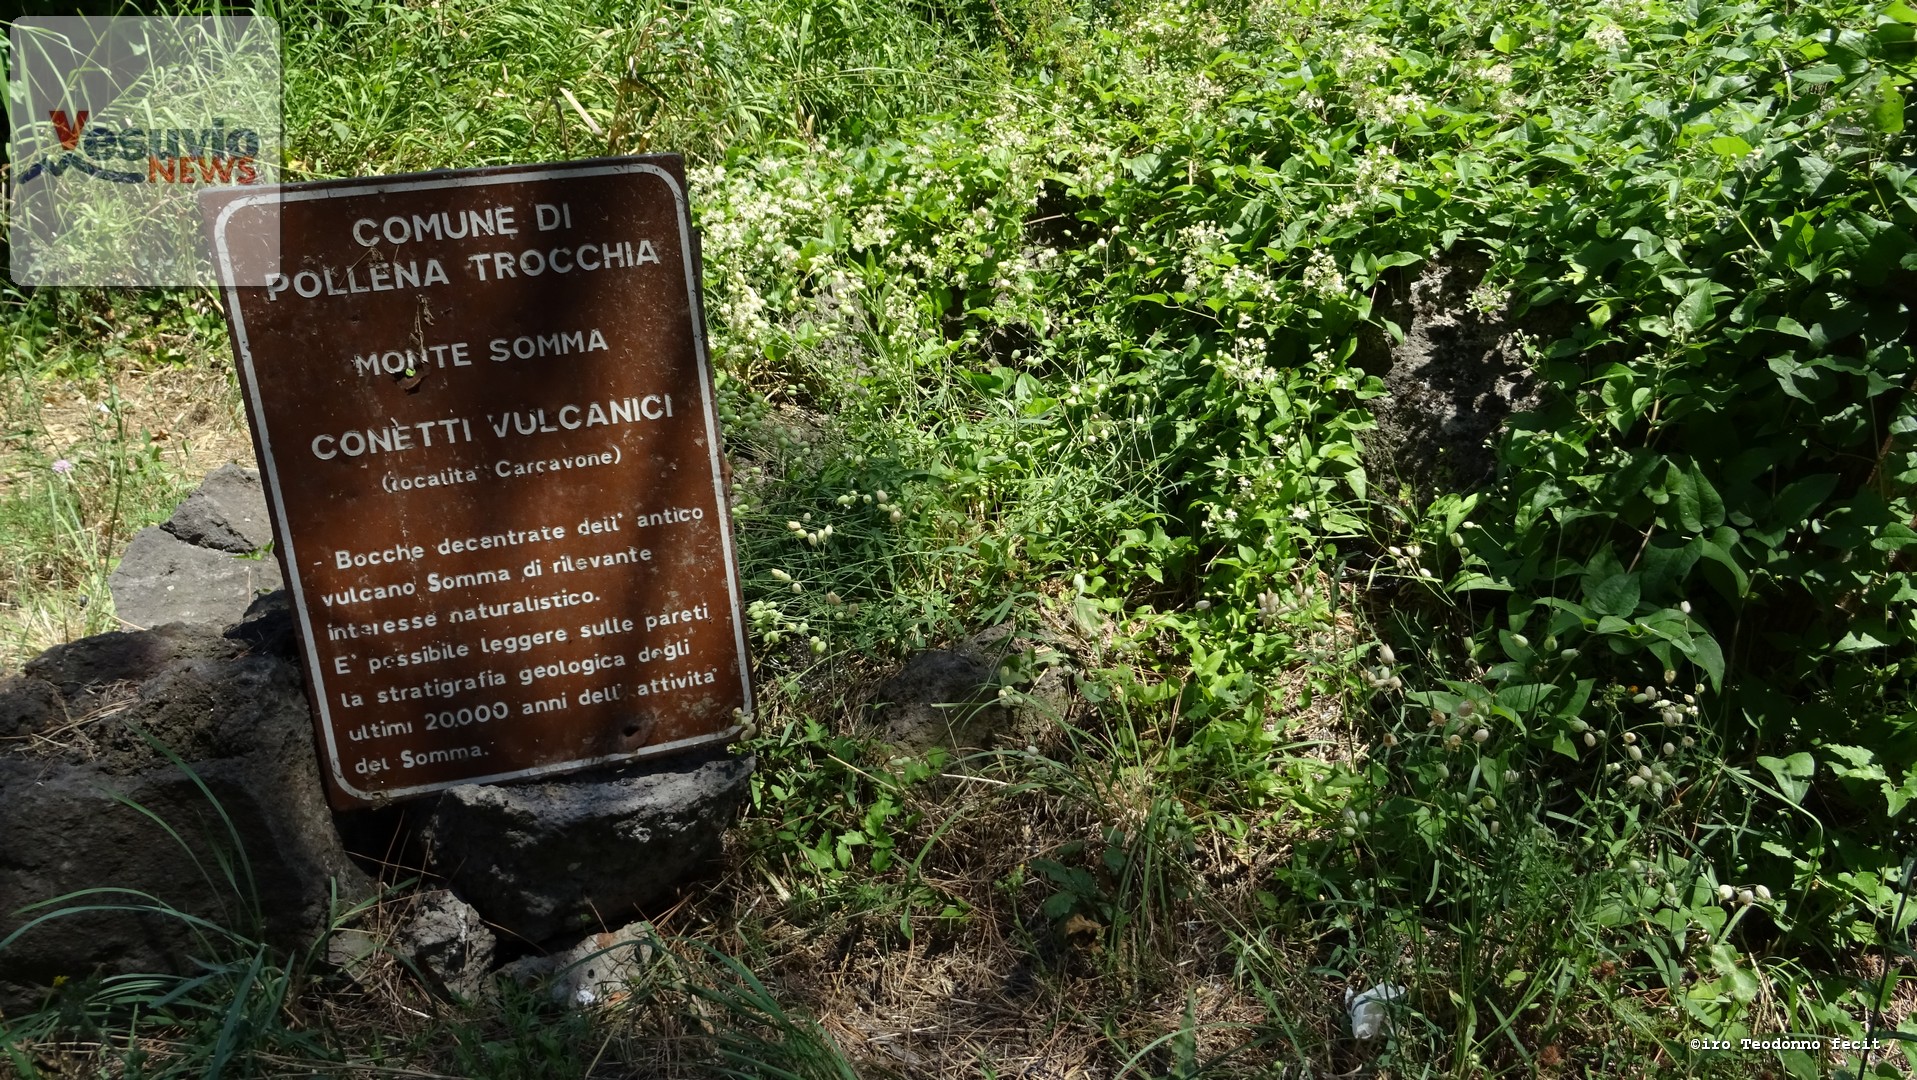 Vesuvio
NEWS
COMUNE DI
POLLENA TROCCHIA
MONTE SOMMA
CONETTI VULCANICI
(localita' Carcavone)
- Bocche decentrate dell' antico
vulcano Somma di rilevante
interesse naturalistico.
E' possibile leggere sulle pareti
la stratigrafia geologica degli
ultimi 20.000 anni dell' attivita'
del Somma.
©iro Teodonno fecit